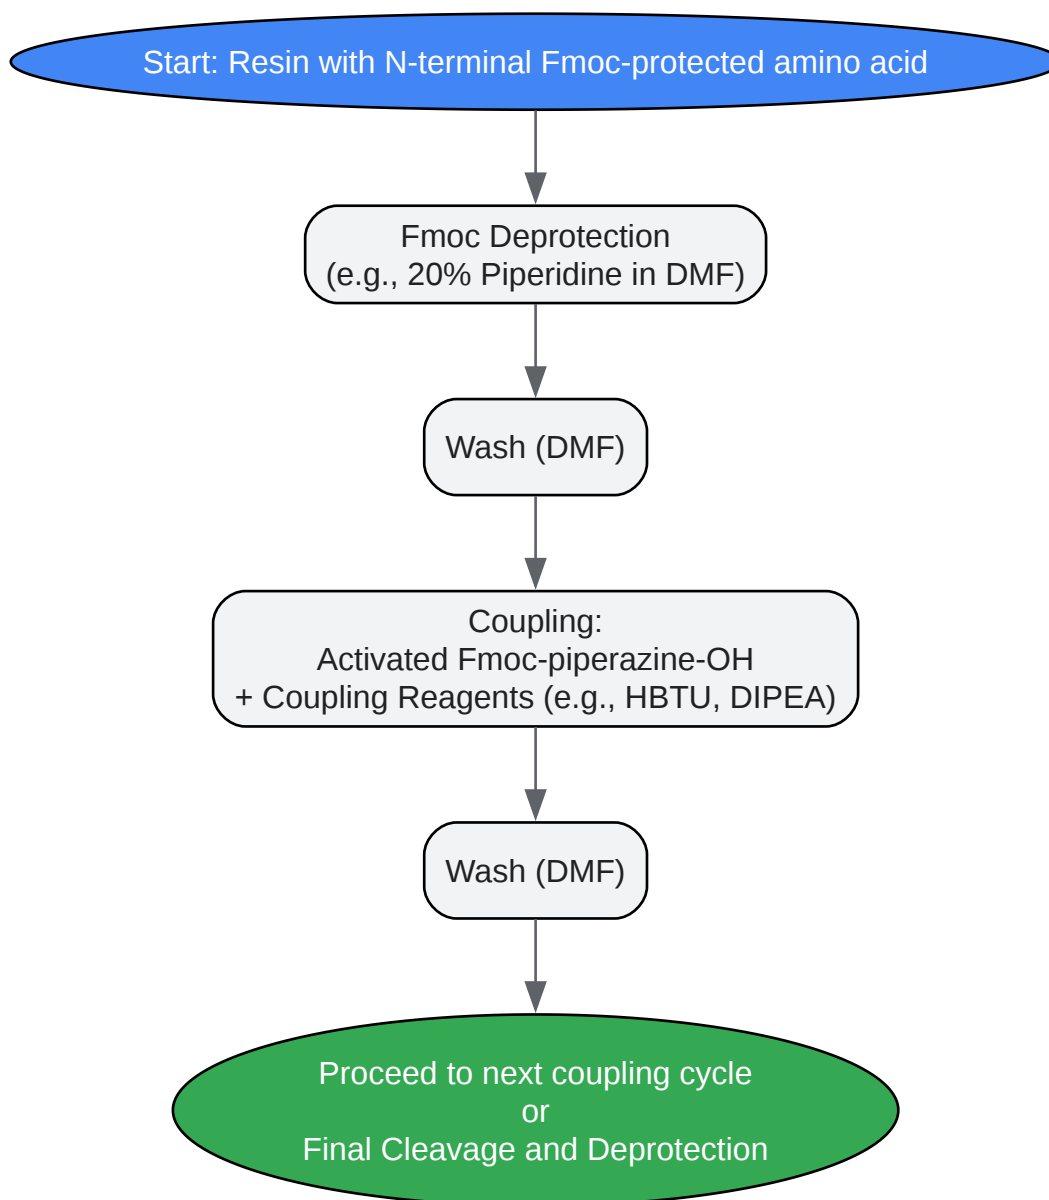 Start: Resin with N-terminal Fmoc-protected amino acid
Fmoc Deprotection
(e.g., 20% Piperidine in DMF)
Wash (DMF)
Coupling:
Activated Fmoc-piperazine-OH
+ Coupling Reagents (e.g., HBTU, DIPEA)
Wash (DMF)
Proceed to next coupling cycle
or
Final Cleavage and Deprotection